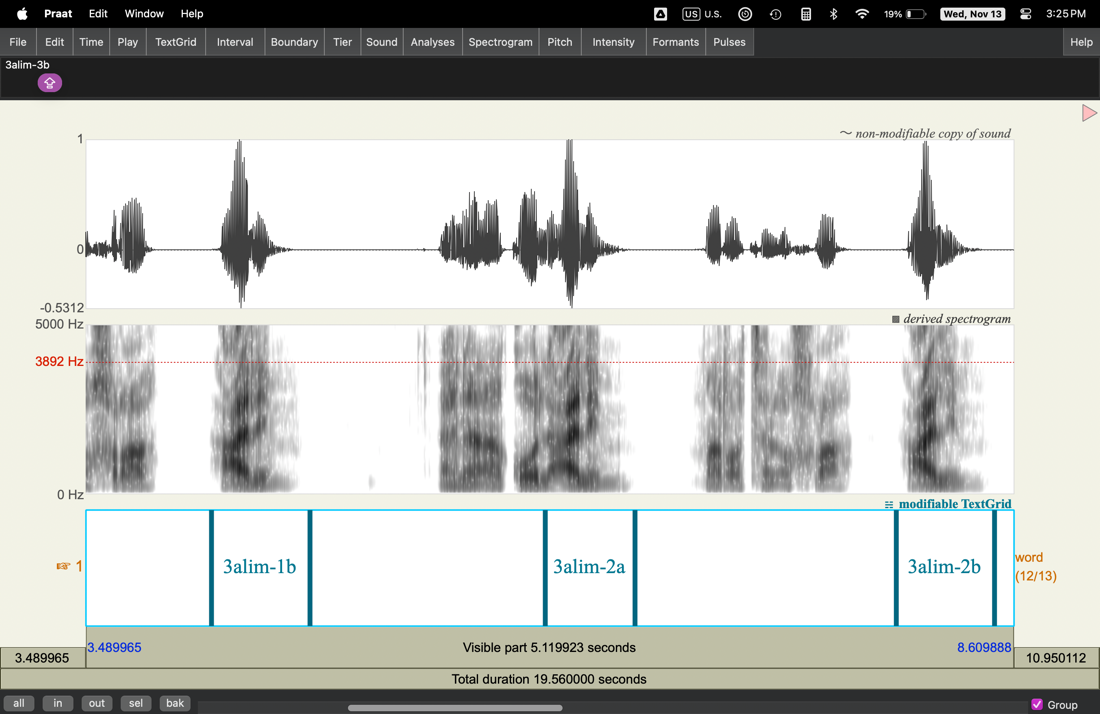 Praat Edit Window Help US U.S. 19% Wed, Nov 13 3:25 PM
File Edit Time Play TextGrid Interval Boundary Tier Sound Analyses Spectrogram Pitch Intensity Formants Pulses Help
3alim-3b
~ non-modifiable copy of sound
1
0
-0.5312
derived spectrogram
5000 Hz
3892 Hz
0 Hz
modifiable TextGrid
1 3alim-1b 3alim-2a 3alim-2b word
(12/13)
3.489965 Visible part 5.119923 seconds 8.609888
3.489965 10.950112
Total duration 19.560000 seconds
all in out sel bak Group